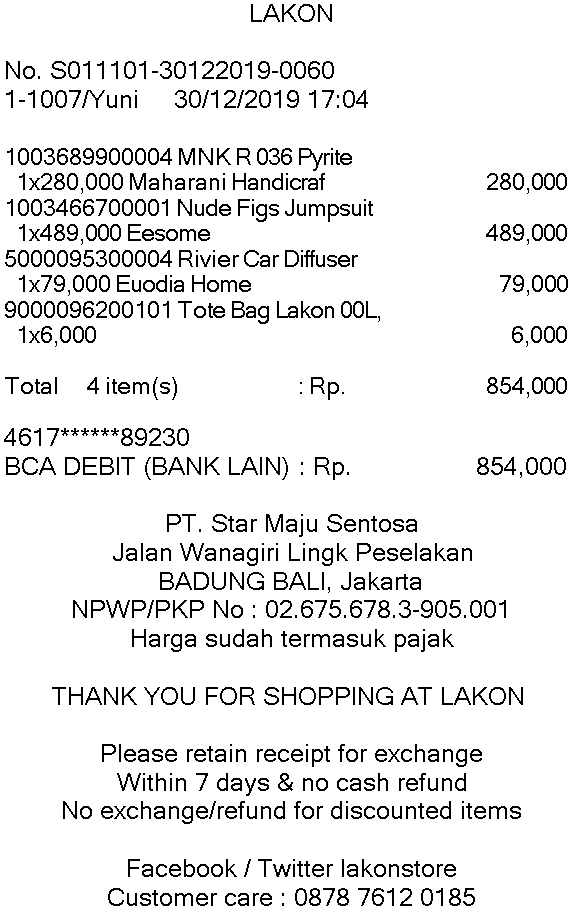 LAKON
No. S011101-30122019-0060
1-1007/Yuni 30/12/2019 17:04
1003689900004 MNK R 036 Pyrite
1x280,000 Maharani Handicraf 280,000
1003466700001 Nude Figs Jumpsuit
1x489,000 Eesome 489,000
5000095300004 Rivier Car Diffuser
1x79,000 Euodia Home 79,000
9000096200101 Tote Bag Lakon 00L,
1x6,000 6,000
Total 4 item(s) : Rp. 854,000
4617******89230
BCA DEBIT (BANK LAIN) : Rp. 854,000
PT. Star Maju Sentosa
Jalan Wanagiri Lingk Peselakan
BADUNG BALI, Jakarta
NPWP/PKP No : 02.675.678.3-905.001
Harga sudah termasuk pajak
THANK YOU FOR SHOPPING AT LAKON
Please retain receipt for exchange
Within 7 days & no cash refund
No exchange/refund for discounted items
Facebook / Twitter lakonstore
Customer care : 0878 7612 0185